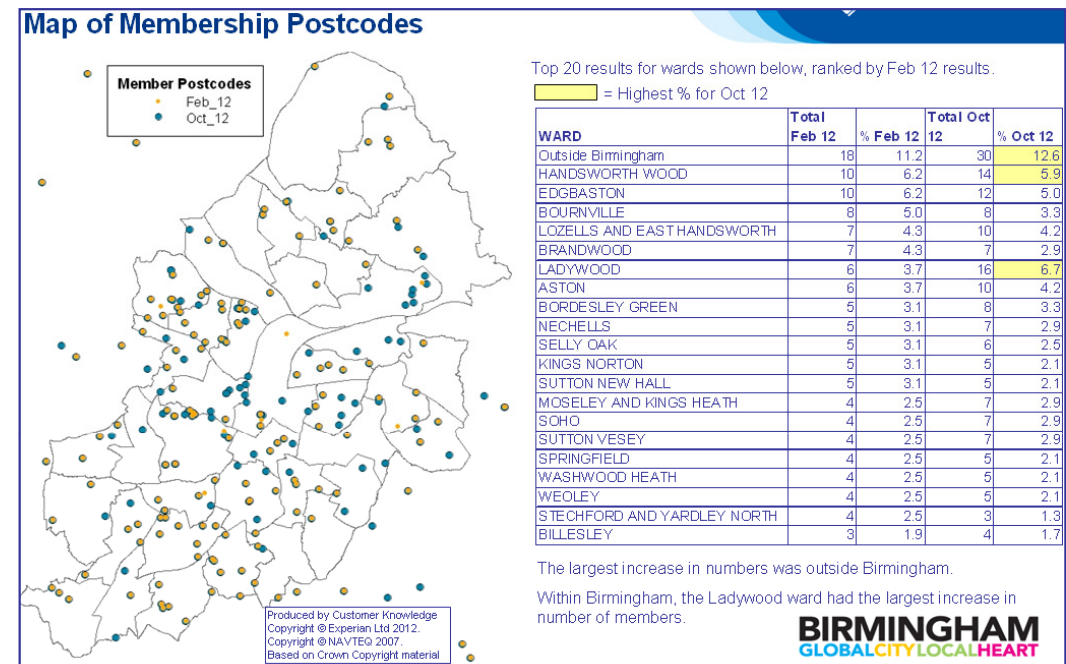 Map of Membership Postcodes
Member Postcodes
Feb_12
Oct_12
Produced by Customer Knowledge
Copyright © Experian Ltd 2012.
Copyright © NAVTEQ 2007.
Based on Crown Copyright material
Top 20 results for wards shown below, ranked by Feb 12 results.
= Highest % for Oct 12
WARD Total Feb 12 % Feb 12 Total Oct 12 % Oct 12
Outside Birmingham 18 11.2 30 12.6
HANDSWORTH WOOD 10 6.2 14 5.9
EDGBASTON 10 6.2 12 5.0
BOURNVILLE 8 5.0 8 3.3
LOZELLS AND EAST HANDSWORTH 7 4.3 10 4.2
BRANDWOOD 7 4.3 7 2.9
LADYWOOD 6 3.7 16 6.7
ASTON 6 3.7 10 4.2
BORDESLEY GREEN 5 3.1 8 3.3
NECHELLS 5 3.1 7 2.9
SELLY OAK 5 3.1 6 2.5
KINGS NORTON 5 3.1 5 2.1
SUTTON NEW HALL 5 3.1 5 2.1
MOSELEY AND KINGS HEATH 4 2.5 7 2.9
SOHO 4 2.5 7 2.9
SUTTON VESEY 4 2.5 7 2.9
SPRINGFIELD 4 2.5 5 2.1
WASHWOOD HEATH 4 2.5 5 2.1
WEOLEY 4 2.5 5 2.1
STECHFORD AND YARDLEY NORTH 4 2.5 3 1.3
BILLESLEY 3 1.9 4 1.7
The largest increase in numbers was outside Birmingham.
Within Birmingham, the Ladywood ward had the largest increase in
number of members.
BIRMINGHAM
GLOBALCITYLOCALHEART